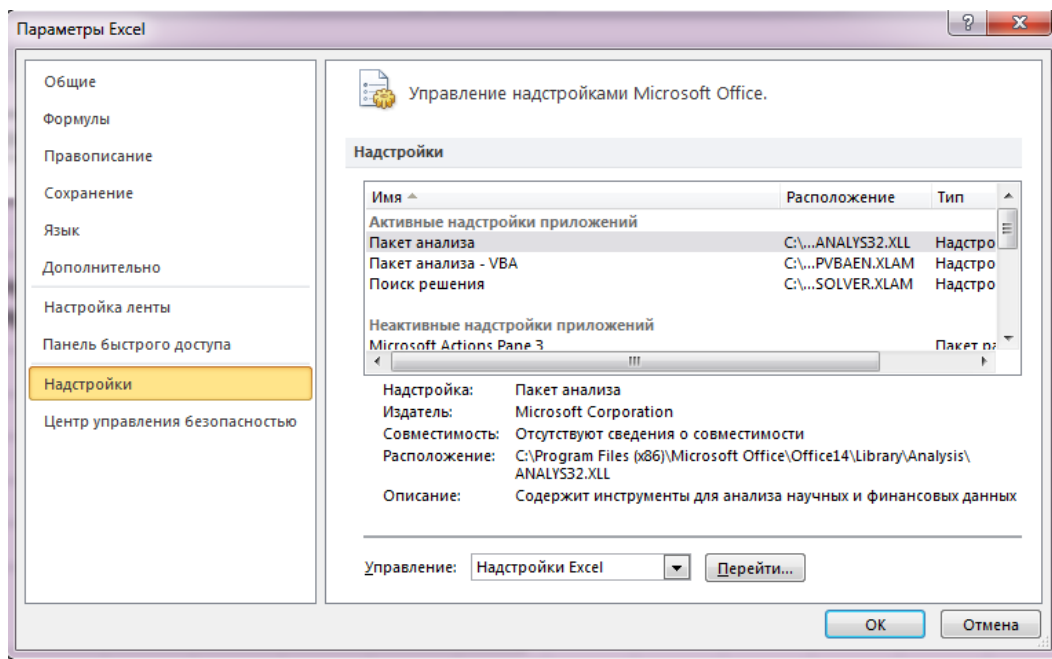 Параметры Excel
Общие
Формулы
Правописание
Сохранение
Язык
Дополнительно
Настройка ленты
Панель быстрого доступа
Надстройки
Центр управления безопасностью
Управление надстройками Microsoft Office.
Надстройки
Имя Расположение Тип
Активные надстройки приложений
Пакет анализа C:\...ANALYS32.XLL Надстро
Пакет анализа - VBA C:\...PVBAEN.XLAM Надстро
Поиск решения C:\...SOLVER.XLAM Надстро
Неактивные надстройки приложений
Microsoft Actions Pane 3 Пакет ра
Надстройка: Пакет анализа
Издатель: Microsoft Corporation
Совместимость: Отсутствуют сведения о совместимости
Расположение: C:\Program Files (x86)\Microsoft Office\Office14\Library\Analysis\
ANALYS32.XLL
Описание: Содержит инструменты для анализа научных и финансовых данных
Управление: Надстройки Excel Перейти...
ОК Отмена